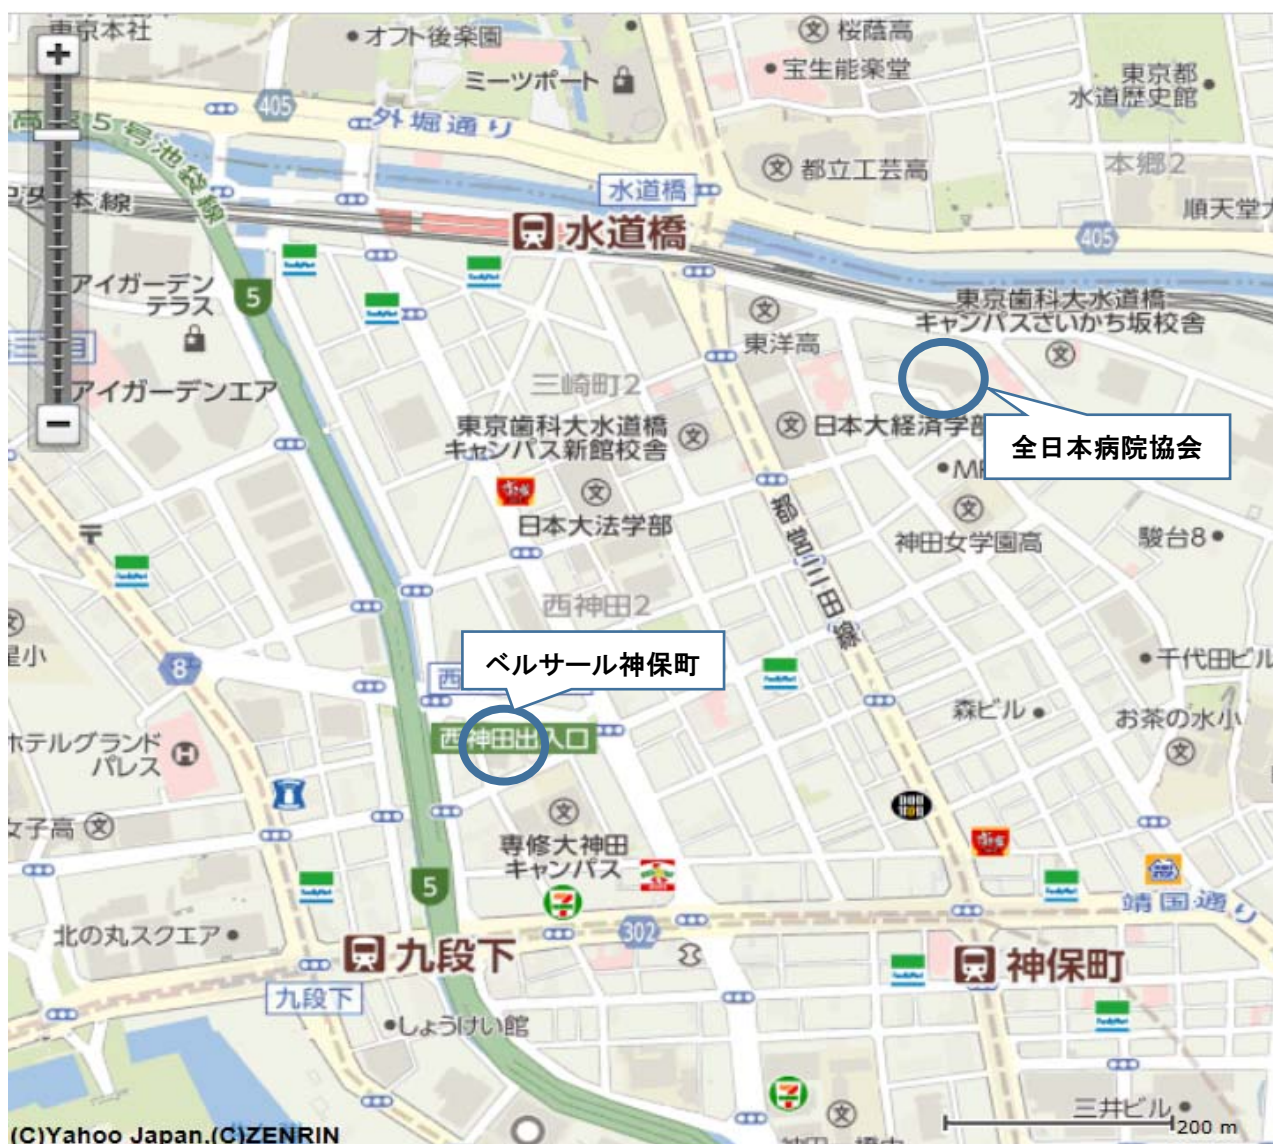 東京本社
オフト後楽園
ミーツポート
桜蔭高
宝生能楽堂
東京都
水道歴史館
405
外堀通り
高速5号池袋線
都立工芸高
本郷2
水道橋
中央本線
水道橋
順天堂大
405
アイガーデン
テラス
5
東京歯科大水道橋
キャンパスさいかち坂校舎
東洋高
三崎町2
アイガーデンエア
東京歯科大水道橋
キャンパス新館校舎
日本大経済学部
全日本病院協会
日本大法学部
神田女学園高
駿台8
都営三田線
西神田2
ベルサール神保町
千代田ビル
8
森ビル
お茶の水小
西神田出入口
ホテルグランド
パレス
女子高
専修大神田
キャンパス
5
靖国通り
北の丸スクエア
302
九段下
神保町
九段下
しょうけい館
三井ビル
200 m
(C)Yahoo Japan,(C)ZENRIN